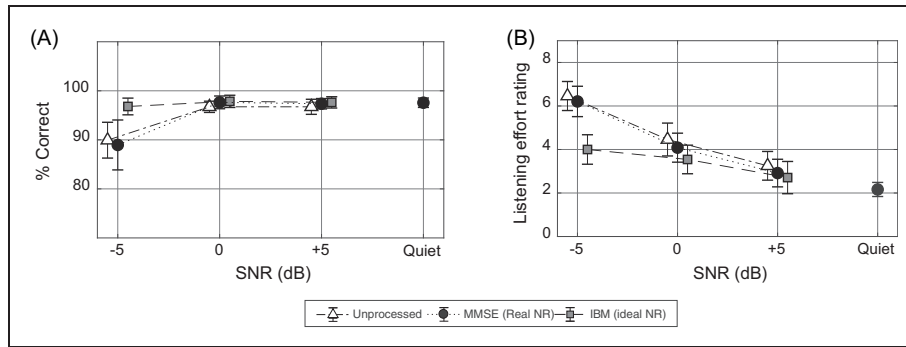 (A)
100
90
80
% Correct
-5 0 +5 Quiet
SNR (dB)
(B)
8
6
4
2
0
Listening effort rating
-5 0 +5 Quiet
SNR (dB)
Unprocessed MMSE (Real NR) IBM (ideal NR)